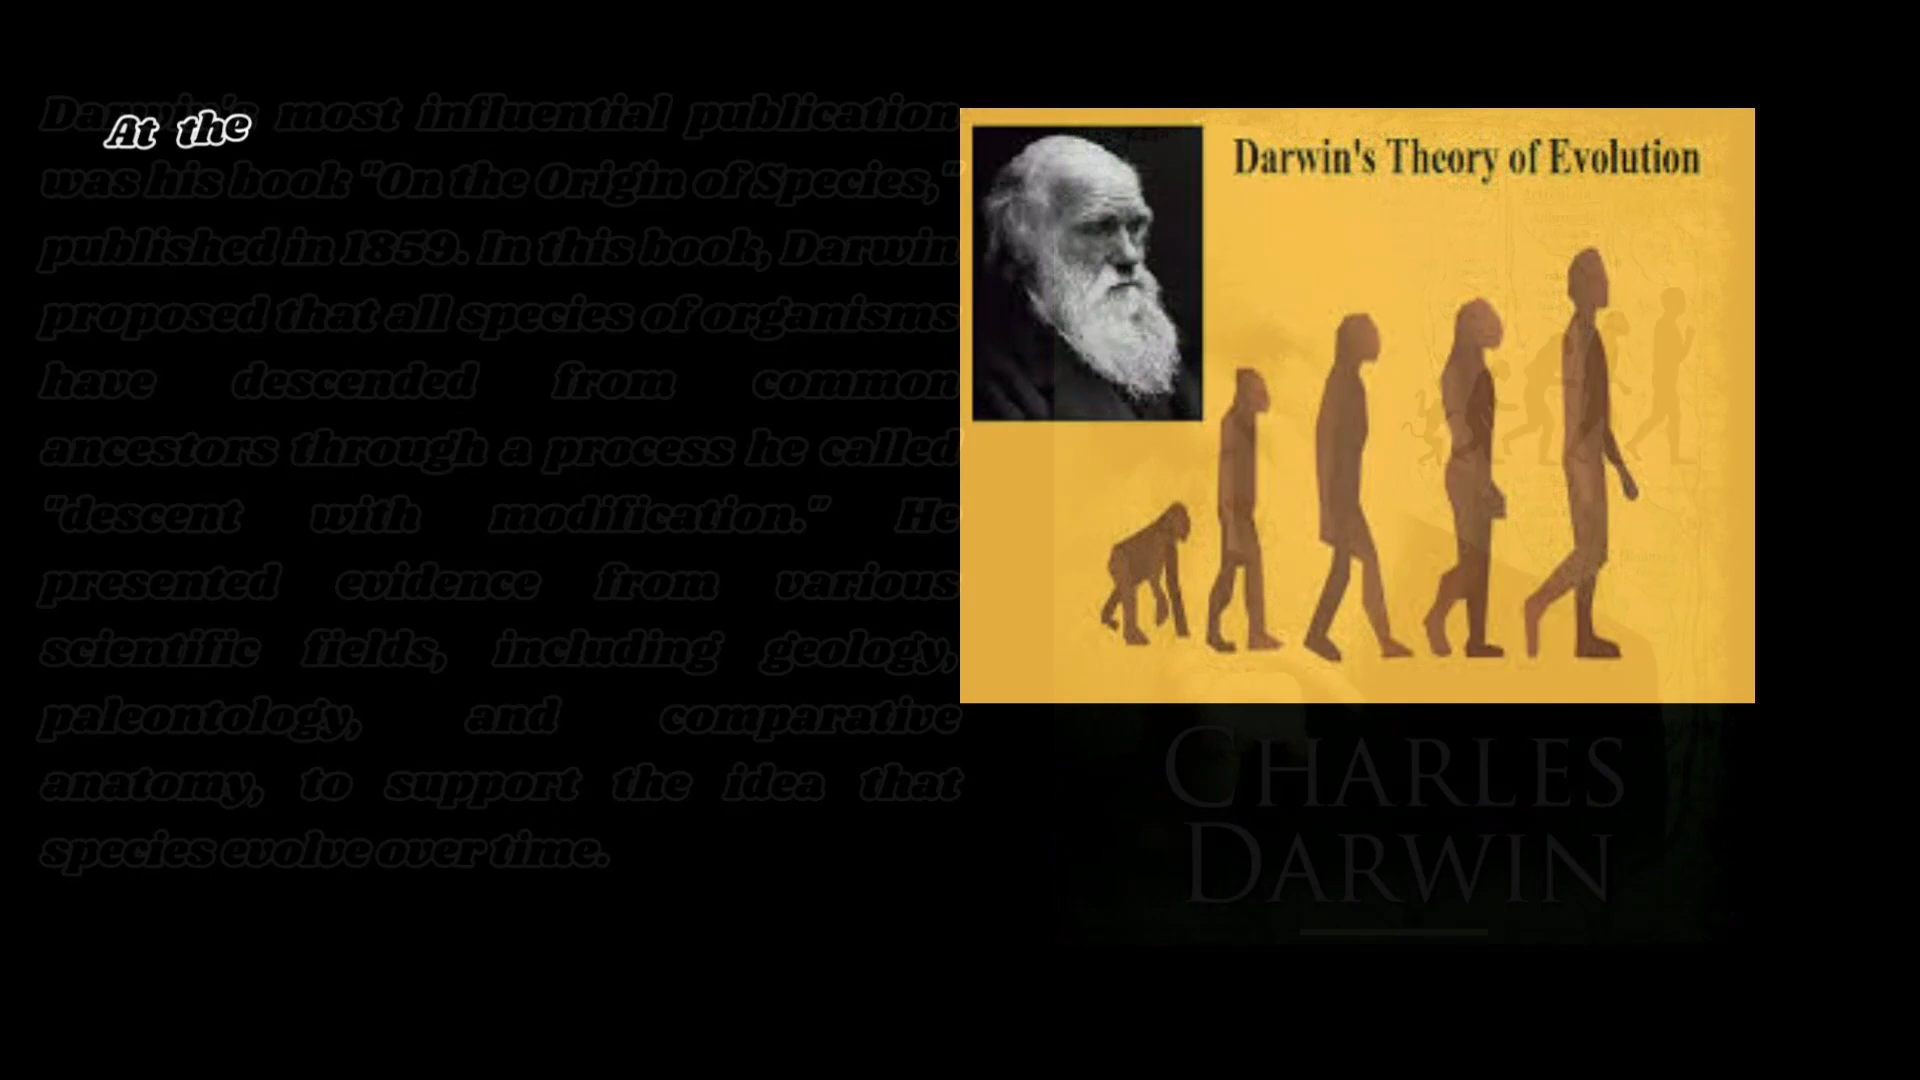 Darwin's most influential publication
was his book "On the Origin of Species,"
published in 1859. In this book, Darwin
proposed that all species of organisms
have descended from common
ancestors through a process he called
"descent with modification." He
presented evidence from various
scientific fields, including geology,
paleontology, and comparative
anatomy, to support the idea that
species evolve over time.
At the
Darwin's Theory of Evolution
CHARLES
DARWIN